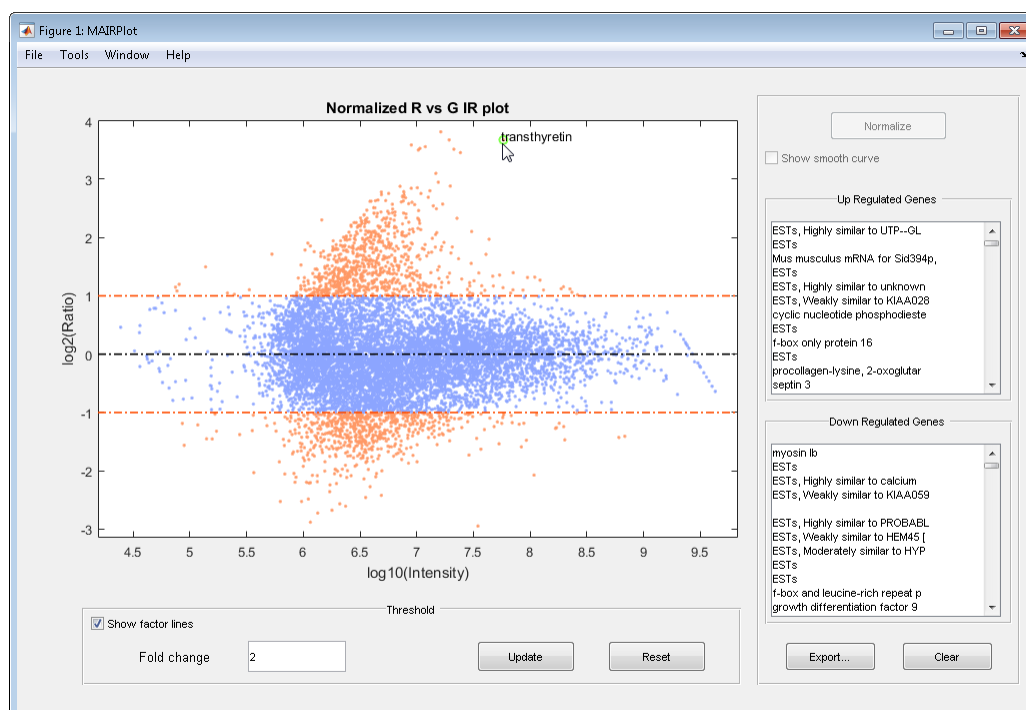 Figure 1: MAIRPlot
File Tools Window Help
Normalized R vs G IR plot
transthyretin
4
3
2
1
0
-1
-2
-3
log2(Ratio)
4.5 5 5.5 6 6.5 7 7.5 8 8.5 9 9.5
log10(Intensity)
Threshold
Show factor lines
Fold change
2
Update
Reset
Normalize
Show smooth curve
Up Regulated Genes
ESTs, Highly similar to UTP--GL
ESTs
Mus musculus mRNA for Sid394p,
ESTs
ESTs, Highly similar to unknown
ESTs, Weakly similar to KIAA028
cyclic nucleotide phosphodieste
ESTs
f-box only protein 16
ESTs
procollagen-lysine, 2-oxoglutar
septin 3
Down Regulated Genes
myosin Ib
ESTs
ESTs, Highly similar to calcium
ESTs, Weakly similar to KIAA059
ESTs, Highly similar to PROBABL
ESTs, Weakly similar to HEM45 [
ESTs, Moderately similar to HYP
ESTs
ESTs
f-box and leucine-rich repeat p
growth differentiation factor 9
Export...
Clear